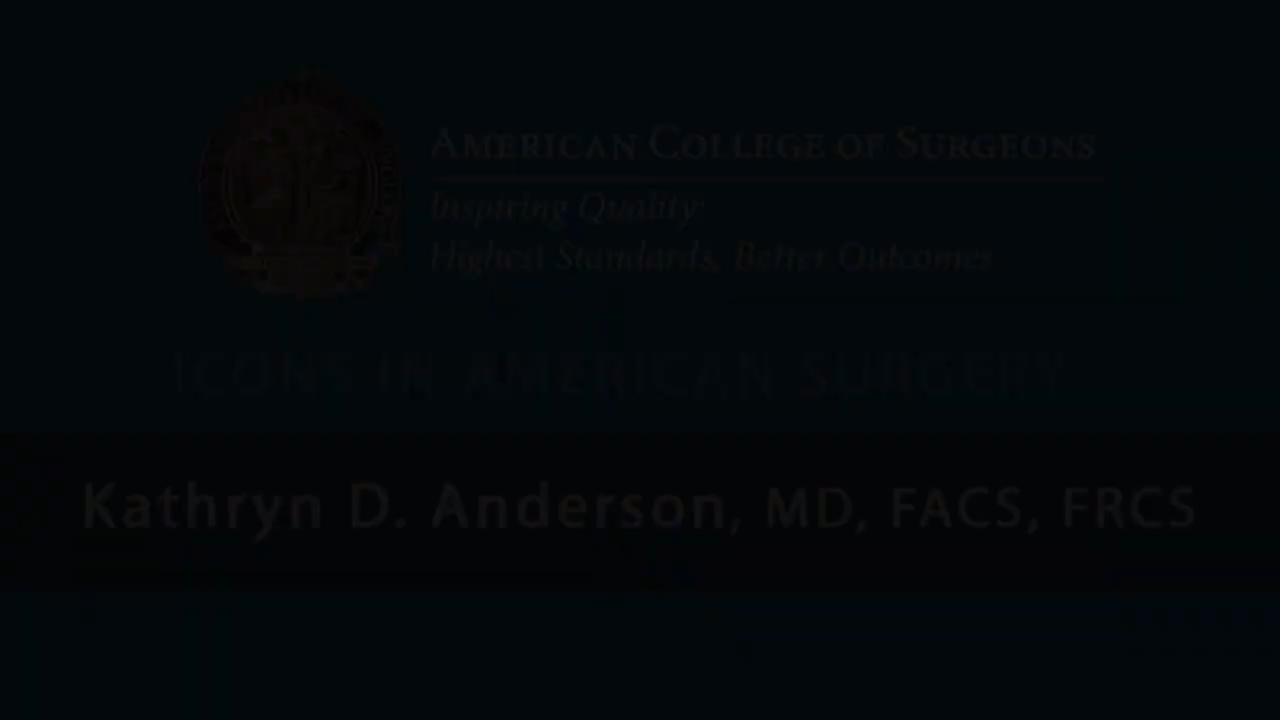 AMERICAN COLLEGE OF SURGEONS
Inspiring Quality:
Highest Standards, Better Outcomes
ICONS IN AMERICAN SURGERY
Kathryn D. Anderson, MD, FACS, FRCS